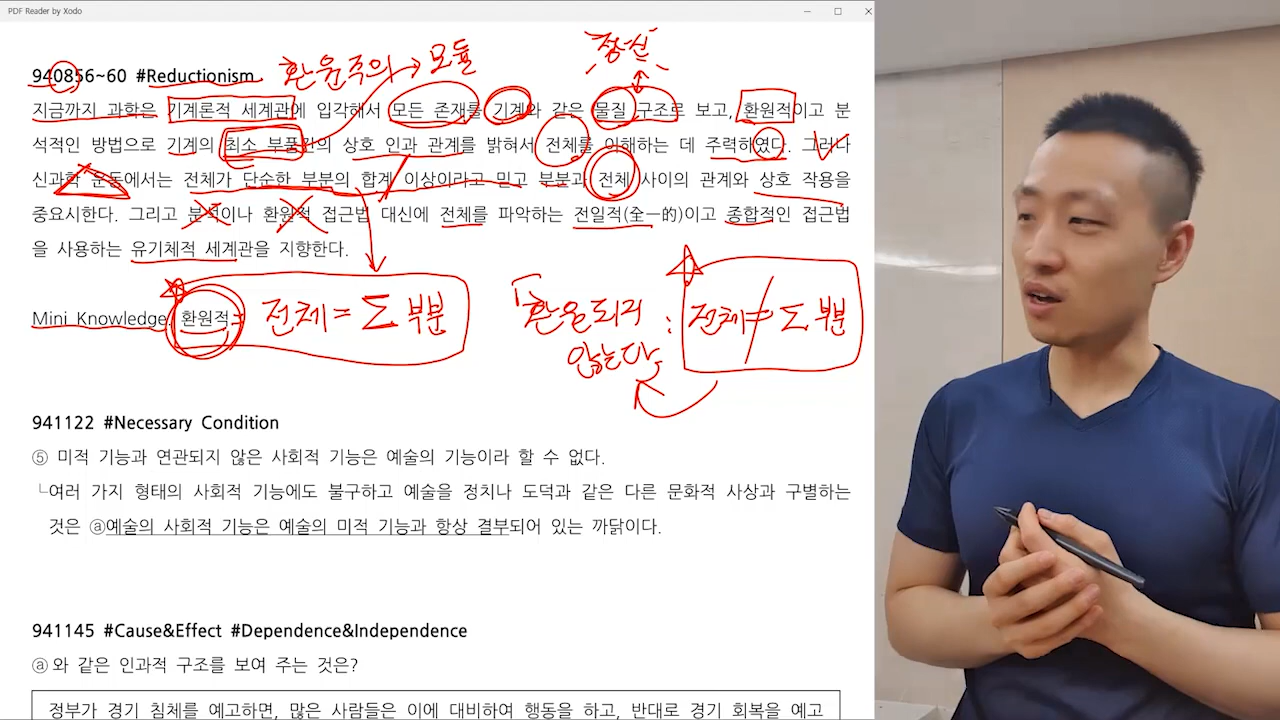 PDF Reader by Xodo
940856~60 #Reductionism 환원주의→모듈 정신
지금까지 과학은 기계론적 세계관에 입각해서 모든 존재를 기계와 같은 물질 구조로 보고, 환원적이고 분
석적인 방법으로 기계의 최소 부품간의 상호 인과 관계를 밝혀서 전체를 이해하는 데 주력하였다. 그러나
신과학 운동에서는 전체가 단순한 부분의 합계 이상이라고 믿고 부분과 전체 사이의 관계와 상호 작용을
중요시한다. 그리고 분석이나 환원적 접근법 대신에 전체를 파악하는 전일적(全一的)이고 종합적인 접근법
을 사용하는 유기체적 세계관을 지향한다.
Mini Knowledge 환원적= 전체=Σ부분 「환원되지 : 전체≠Σ부분
않는다」
941122 #Necessary Condition
⑤ 미적 기능과 연관되지 않은 사회적 기능은 예술의 기능이라 할 수 없다.
└여러 가지 형태의 사회적 기능에도 불구하고 예술을 정치나 도덕과 같은 다른 문화적 사상과 구별하는
것은 ⓐ예술의 사회적 기능은 예술의 미적 기능과 항상 결부되어 있는 까닭이다.
941145 #Cause&Effect #Dependence&Independence
ⓐ와 같은 인과적 구조를 보여 주는 것은?
정부가 경기 침체를 예고하면, 많은 사람들은 이에 대비하여 행동을 하고, 반대로 경기 회복을 예고